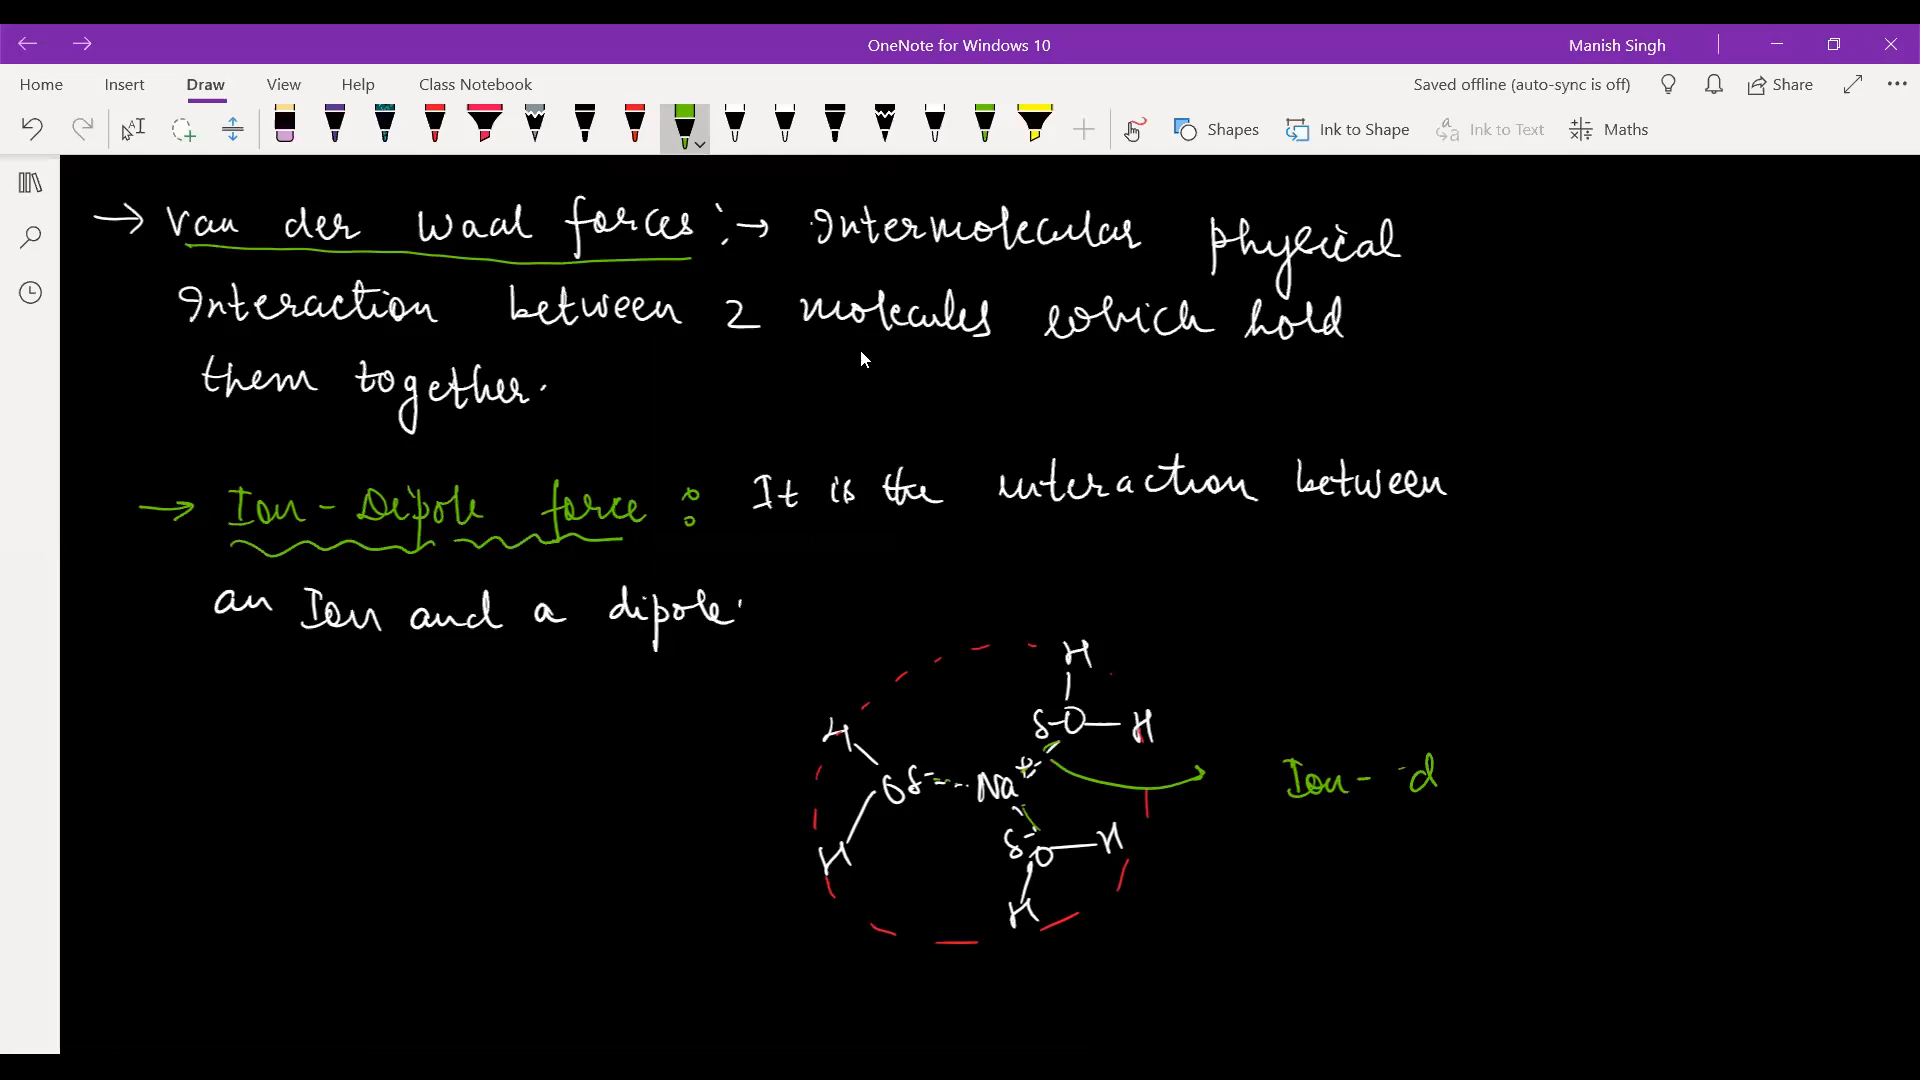 OneNote for Windows 10
Manish Singh
Home Insert Draw View Help Class Notebook
Saved offline (auto-sync is off) Share
Shapes Ink to Shape Ink to Text Maths
→ Van der Waal forces :→ Intermolecular physical
Interaction between 2 molecules which hold
them together.
→ Ion - Dipole force : It is the interaction between
an Ion and a dipole.
H
δ-O—H
H
Oδ- --- Na+
Ion - d
H
δ-
O—H
H